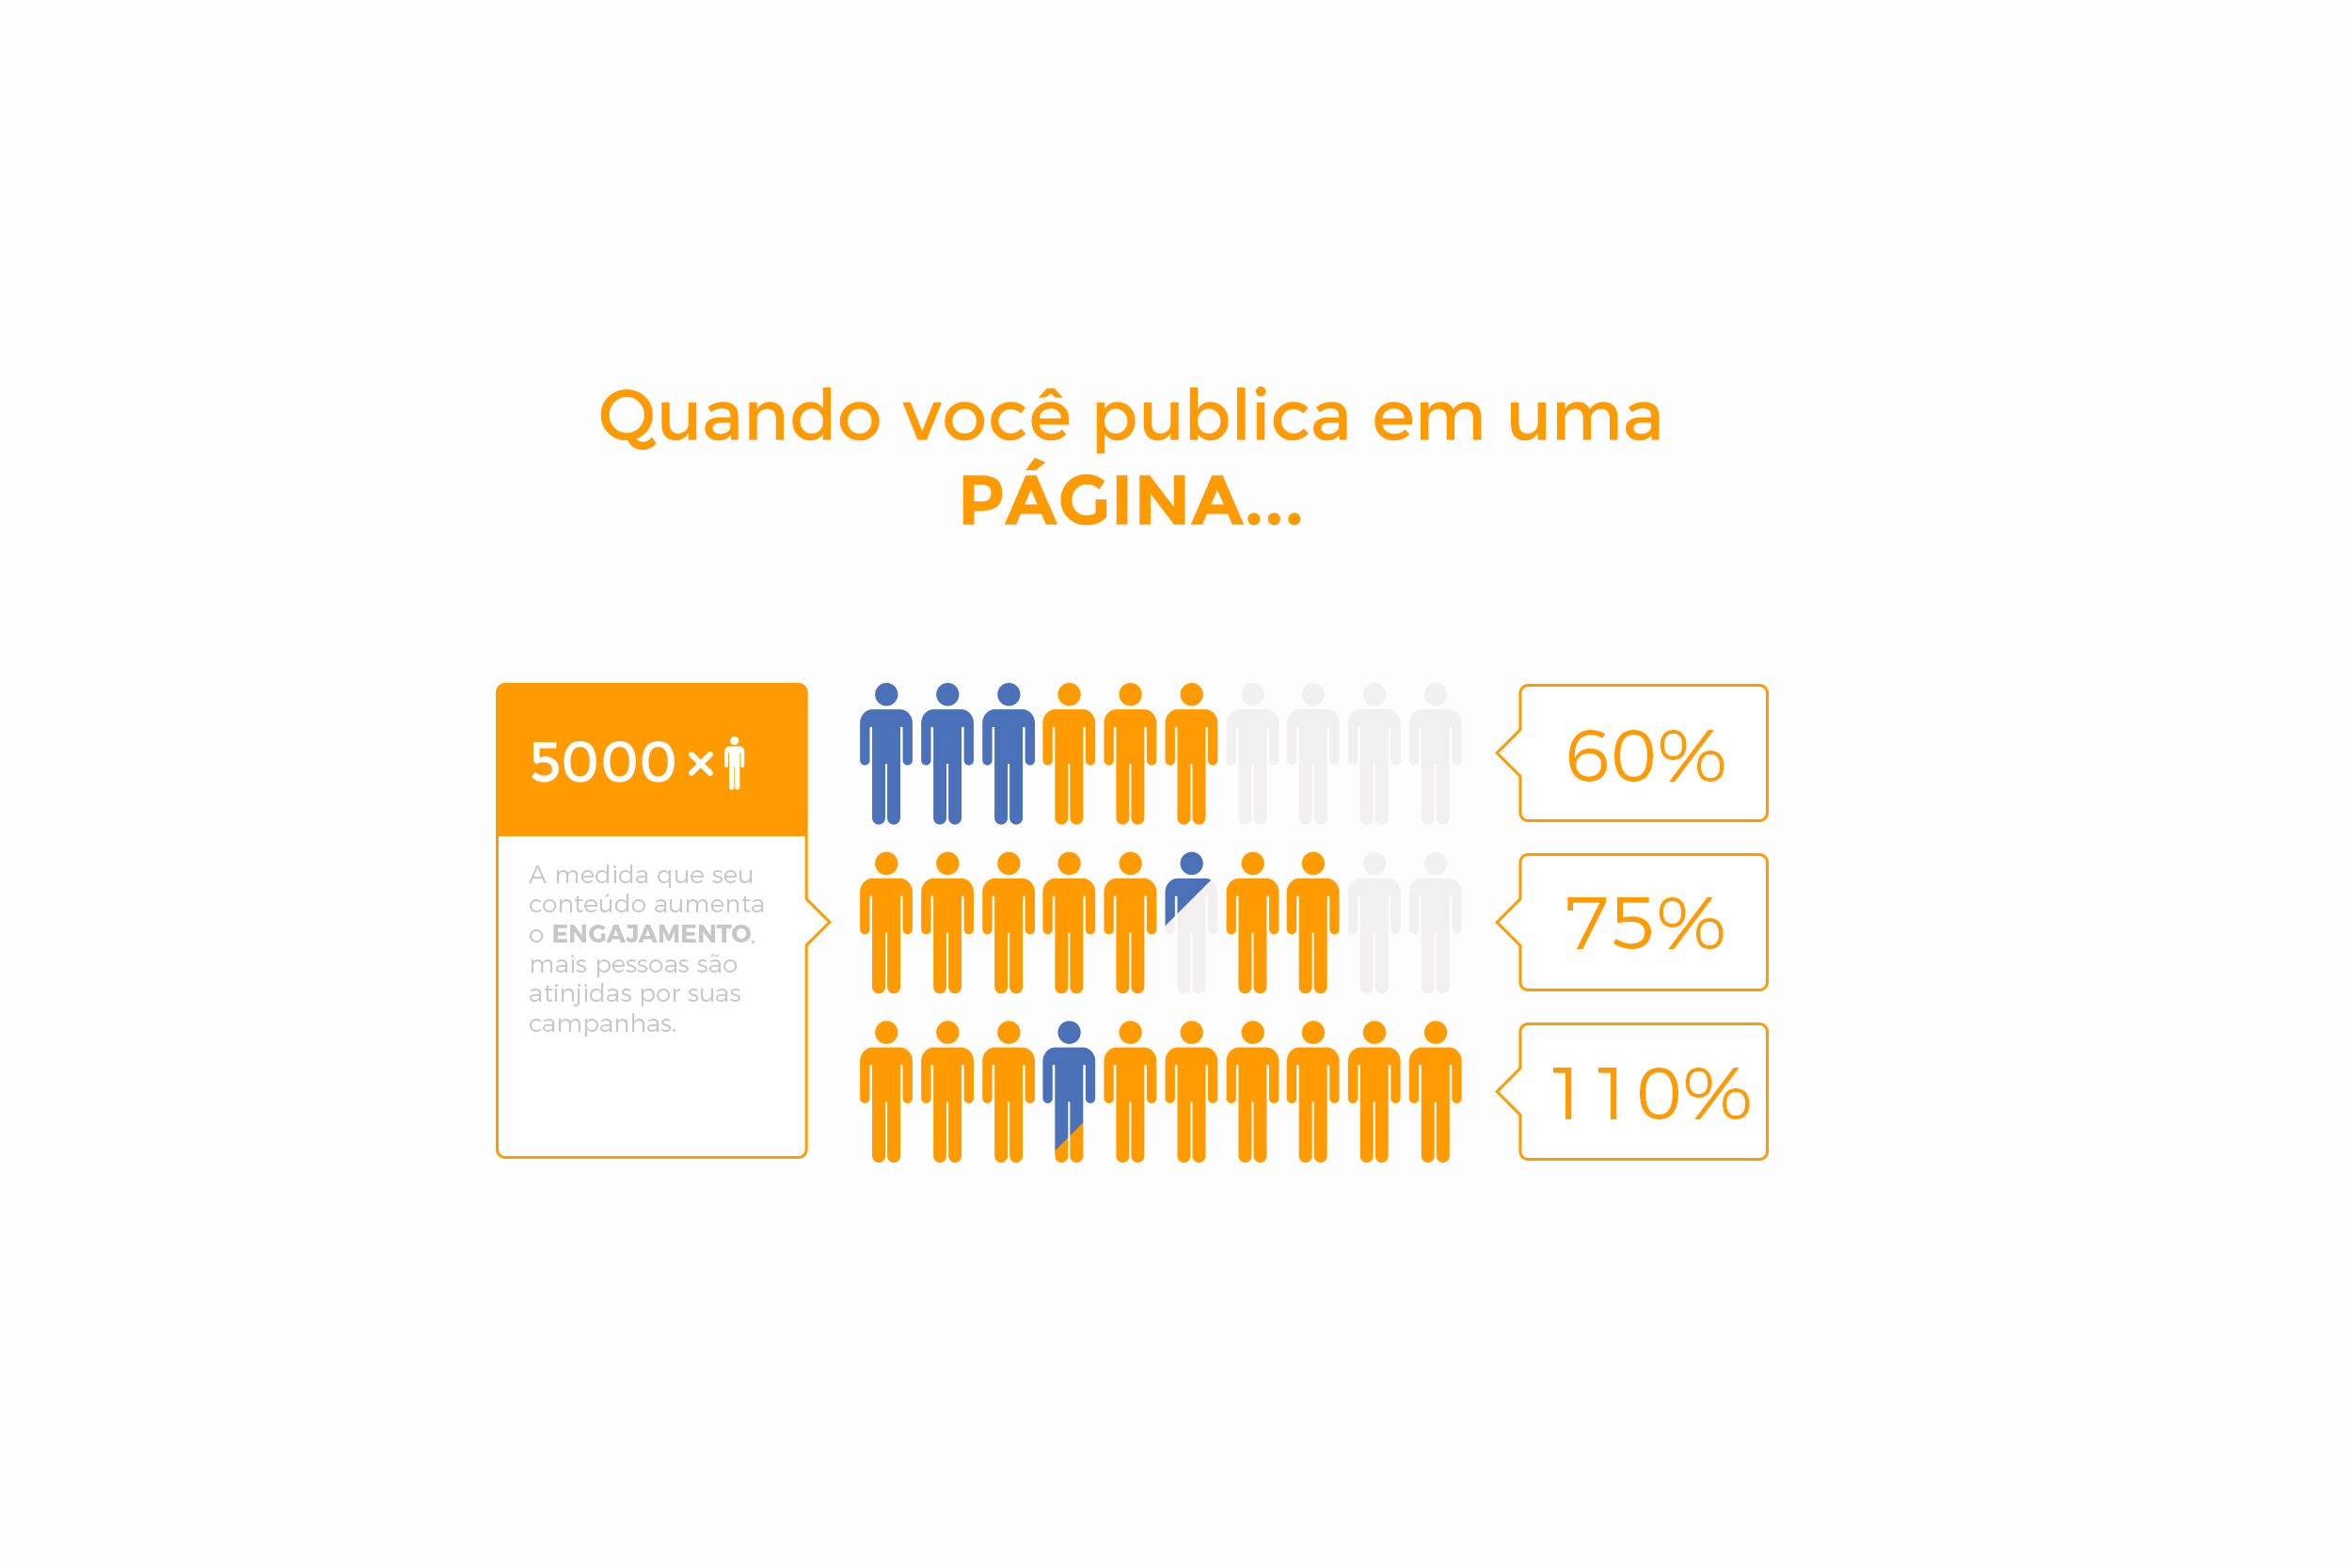 Quando você publica em uma
PÁGINA...
5000×
A medida que seu
conteúdo aumenta
o ENGAJAMENTO,
mais pessoas são
atinjidas por suas
campanhas.
60%
75%
110%